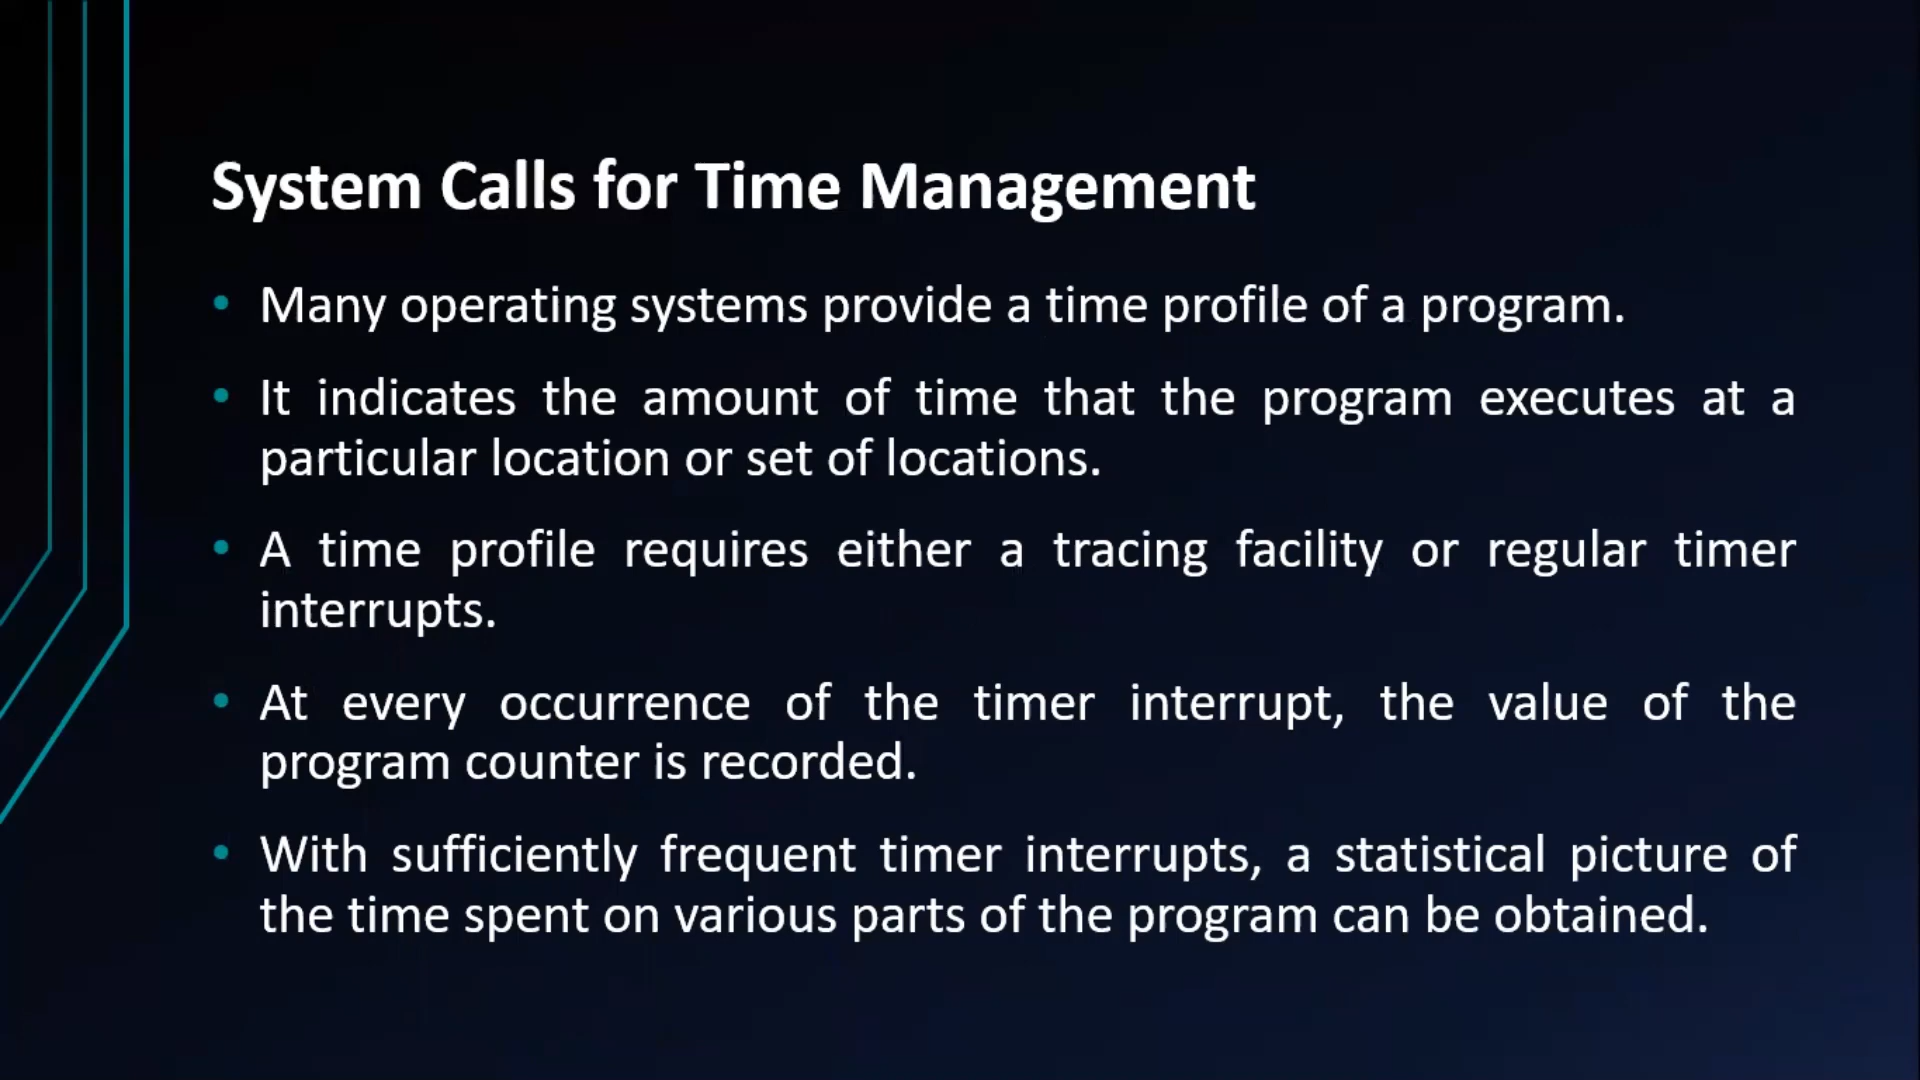 System Calls for Time Management
• Many operating systems provide a time profile of a program.
• It indicates the amount of time that the program executes at a
particular location or set of locations.
• A time profile requires either a tracing facility or regular timer
interrupts.
• At every occurrence of the timer interrupt, the value of the
program counter is recorded.
• With sufficiently frequent timer interrupts, a statistical picture of
the time spent on various parts of the program can be obtained.